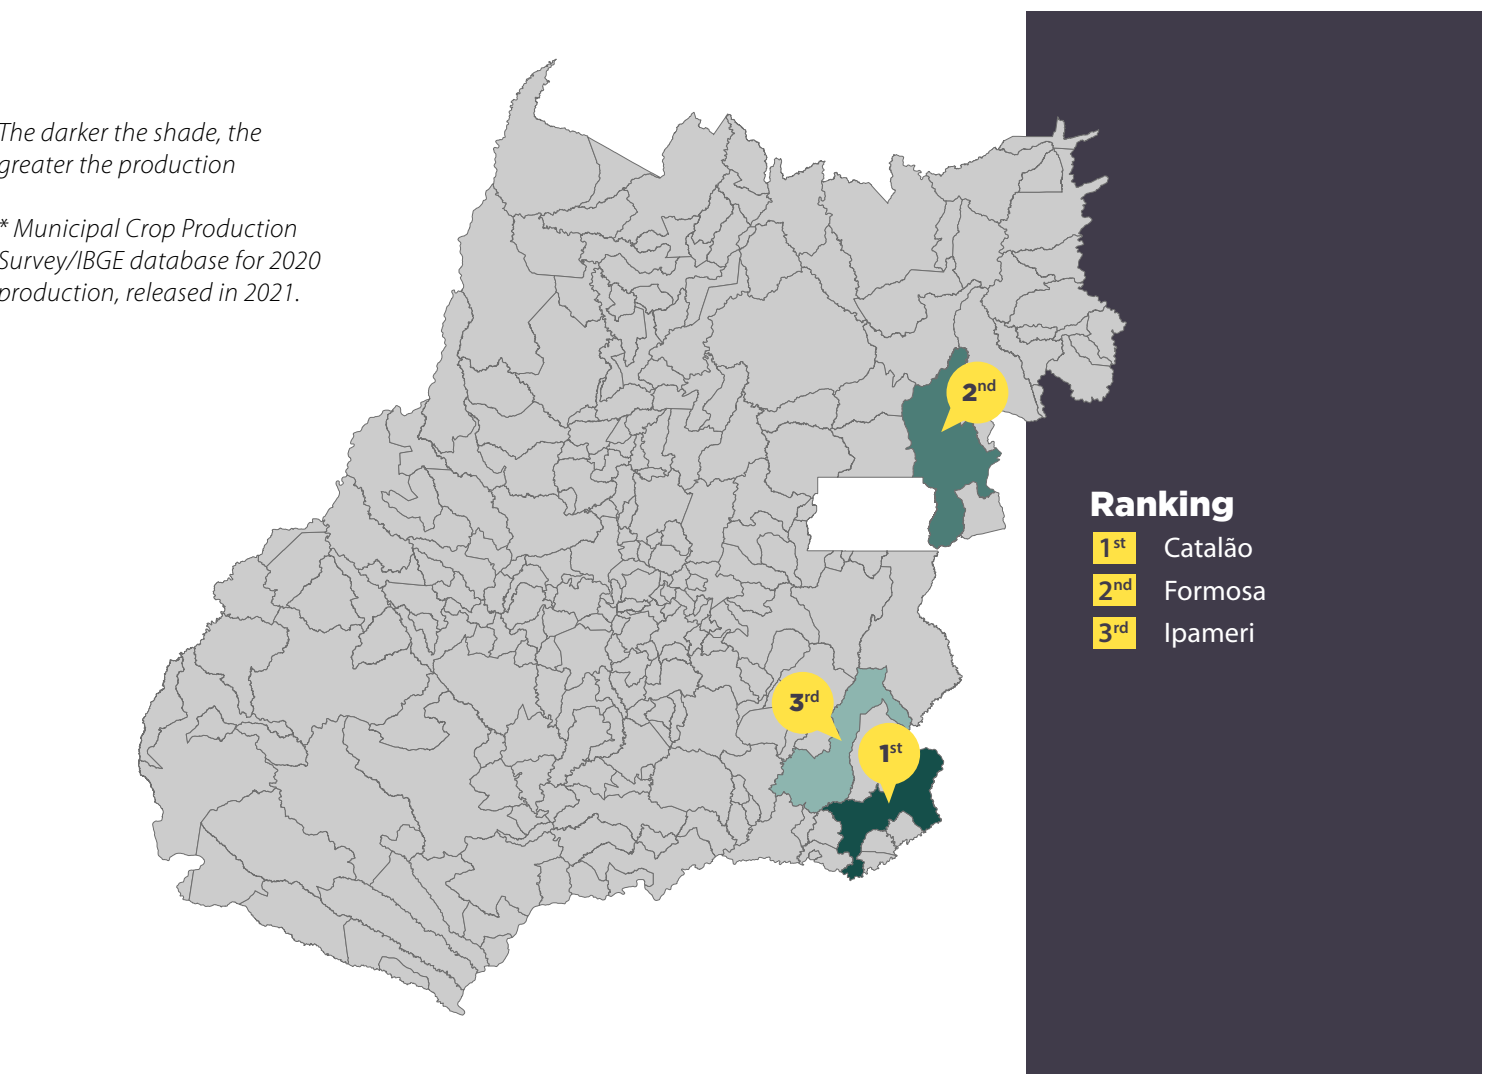 The darker the shade, the
greater the production
* Municipal Crop Production
Survey/IBGE database for 2020
production, released in 2021.
2nd
3rd
1st
Ranking
1st Catalão
2nd Formosa
3rd Ipameri